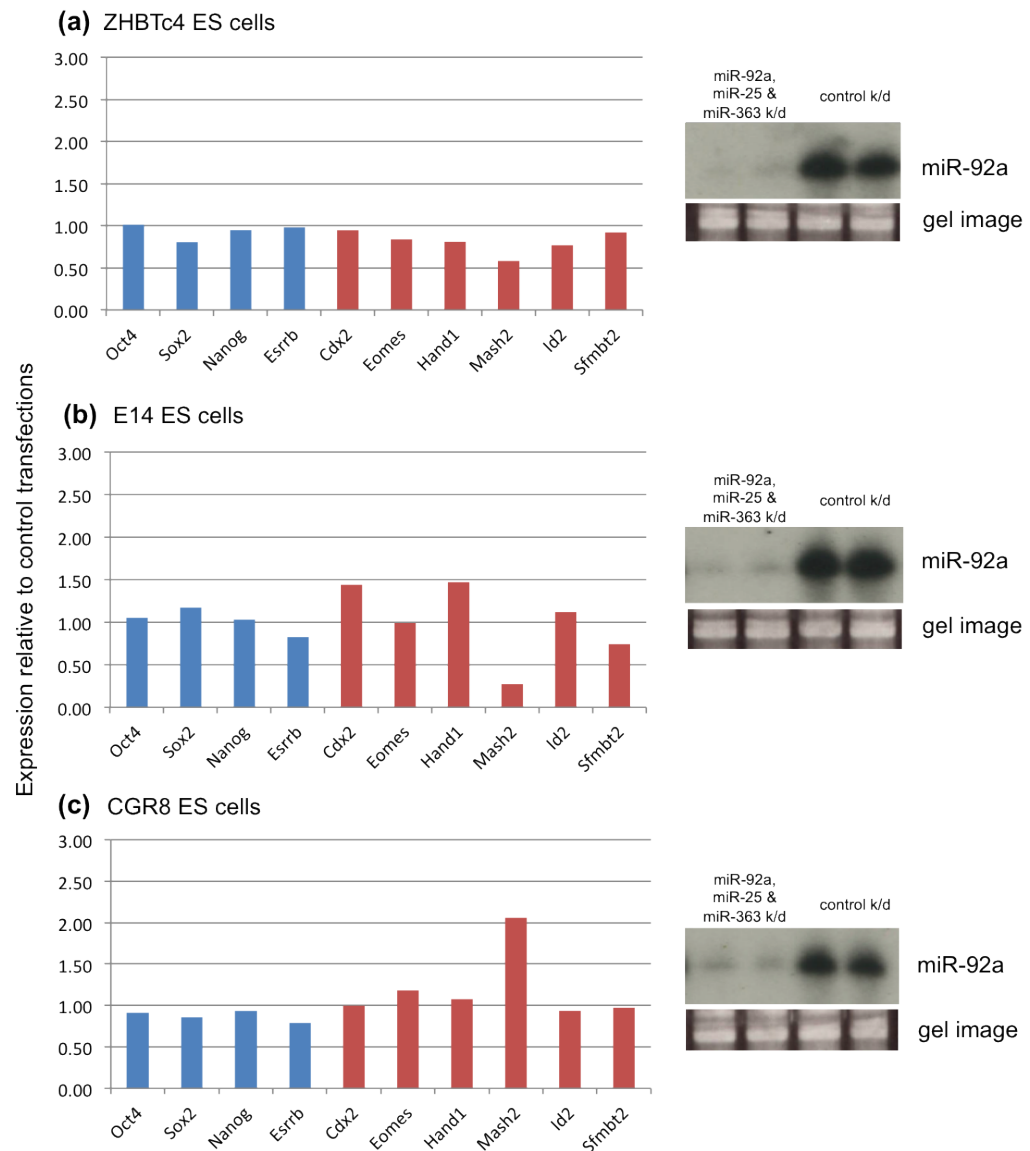 (a) ZHBTc4 ES cells
3.00
2.50
2.00
1.50
1.00
0.50
0.00
Oct4
Sox2
Nanog
Esrrb
Cdx2
Eomes
Hand1
Mash2
Id2
Sfmbt2
miR-92a,
miR-25 &
miR-363 k/d
control k/d
miR-92a
gel image
Expression relative to control transfections
(b) E14 ES cells
3.00
2.50
2.00
1.50
1.00
0.50
0.00
Oct4
Sox2
Nanog
Esrrb
Cdx2
Eomes
Hand1
Mash2
Id2
Sfmbt2
miR-92a,
miR-25 &
miR-363 k/d
control k/d
miR-92a
gel image
(c) CGR8 ES cells
3.00
2.50
2.00
1.50
1.00
0.50
0.00
Oct4
Sox2
Nanog
Esrrb
Cdx2
Eomes
Hand1
Mash2
Id2
Sfmbt2
miR-92a,
miR-25 &
miR-363 k/d
control k/d
miR-92a
gel image